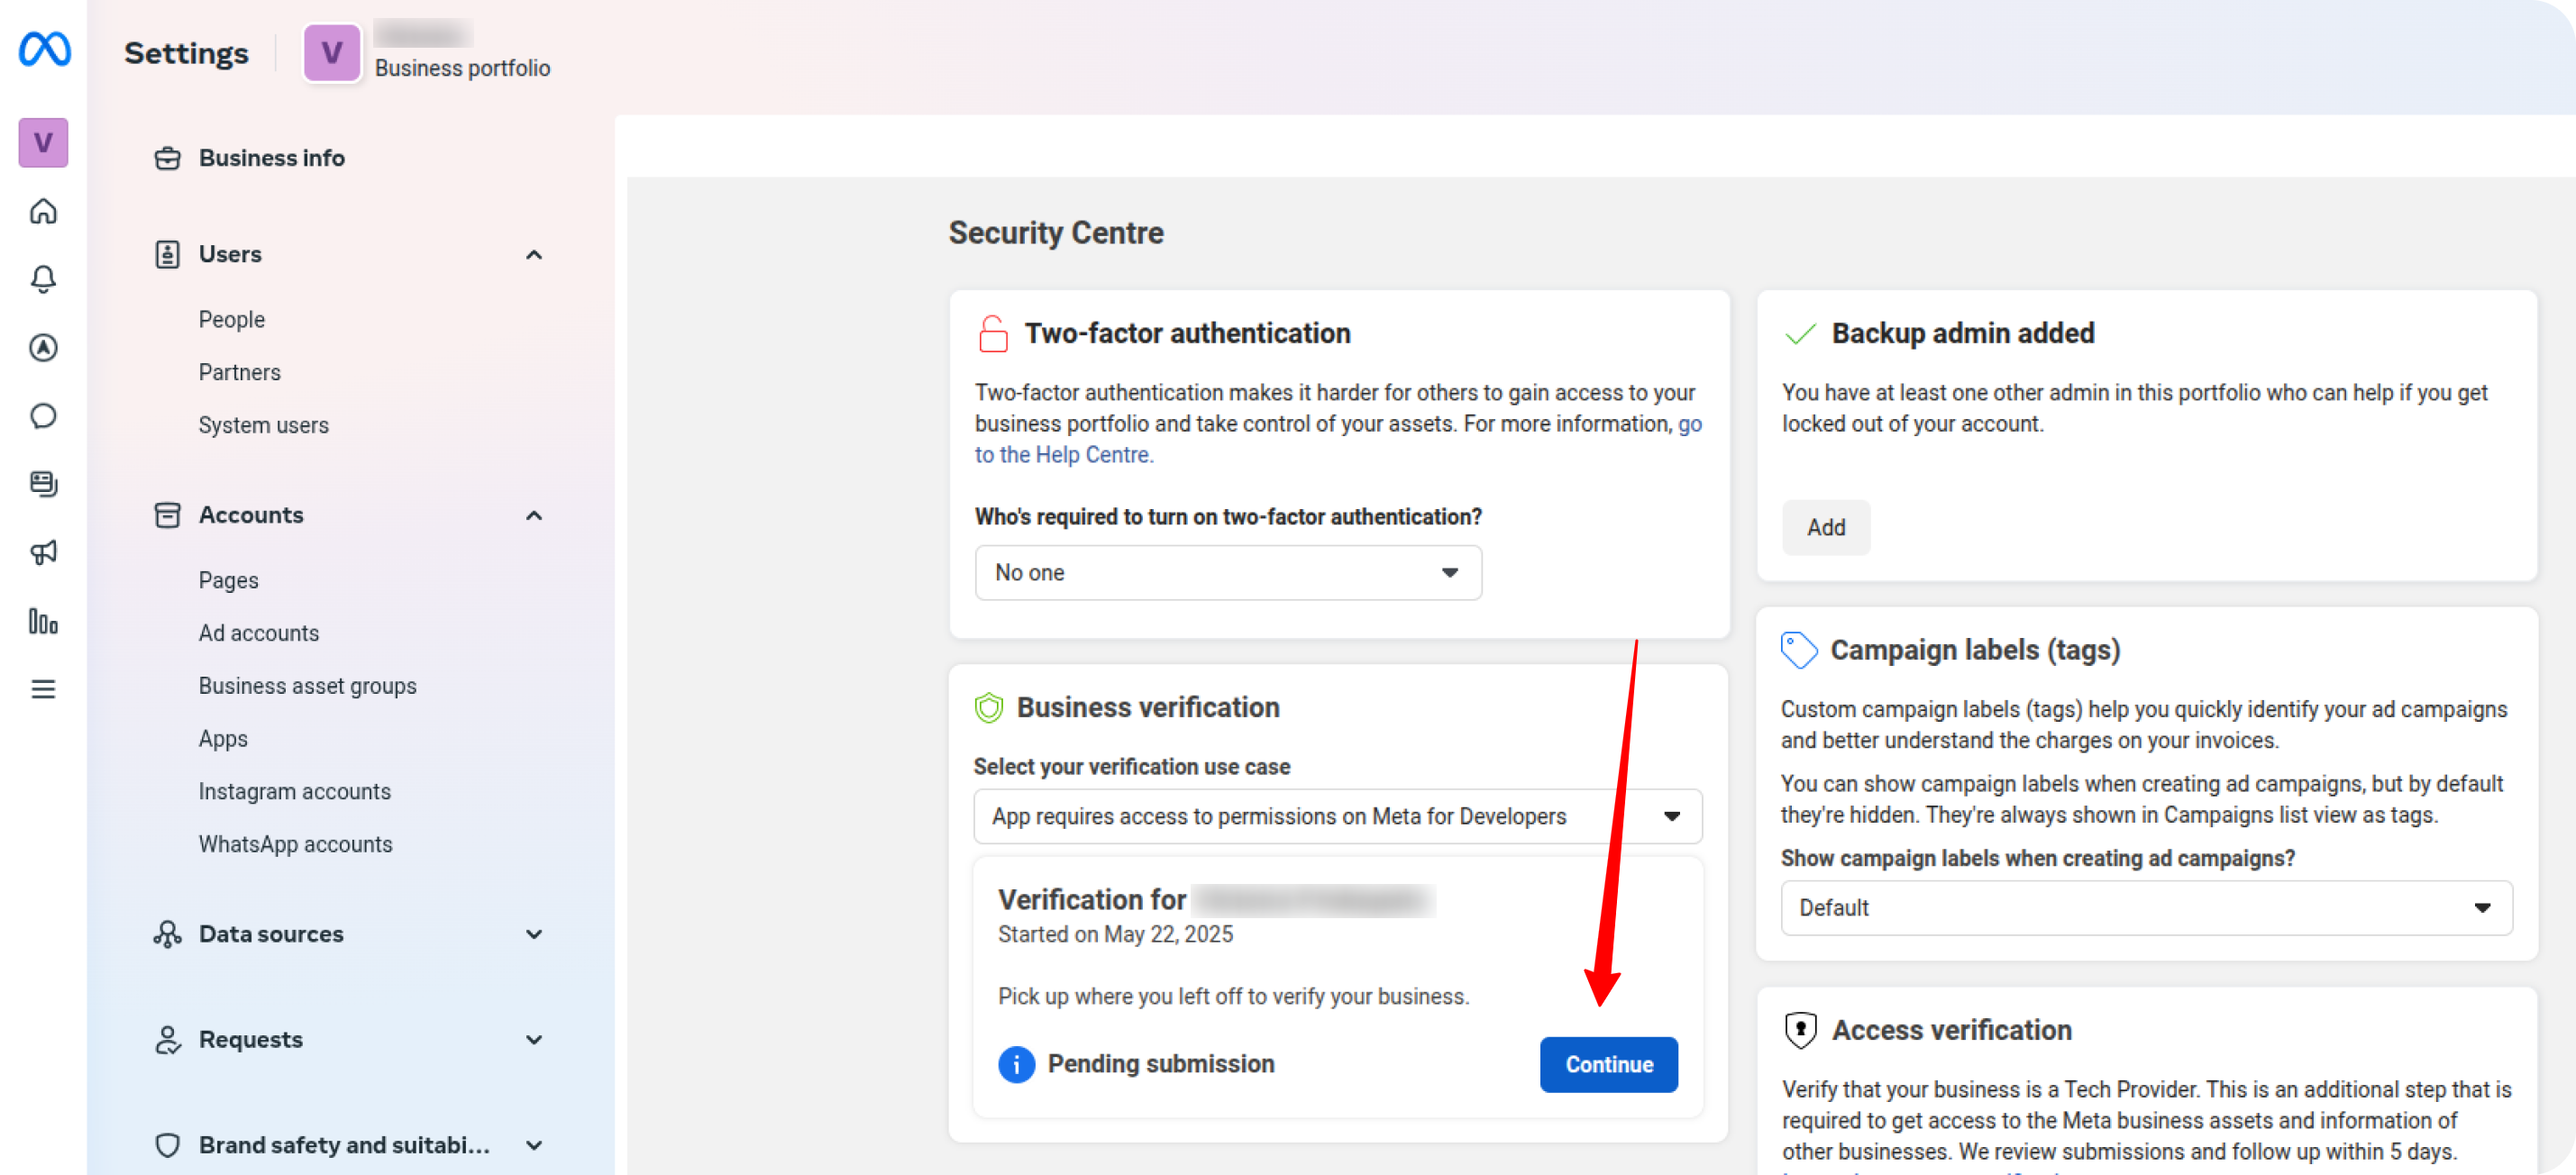 Settings
V
Business portfolio
V
Business info
Users
People
Partners
System users
Accounts
Pages
Ad accounts
Business asset groups
Apps
Instagram accounts
WhatsApp accounts
Data sources
Requests
Brand safety and suitabi...
Security Centre
Two-factor authentication
Two-factor authentication makes it harder for others to gain access to your
business portfolio and take control of your assets. For more information, go
to the Help Centre.
Who's required to turn on two-factor authentication?
No one
Business verification
Select your verification use case
App requires access to permissions on Meta for Developers
Verification for
Started on May 22, 2025
Pick up where you left off to verify your business.
Pending submission
Continue
Backup admin added
You have at least one other admin in this portfolio who can help if you get
locked out of your account.
Add
Campaign labels (tags)
Custom campaign labels (tags) help you quickly identify your ad campaigns
and better understand the charges on your invoices.
You can show campaign labels when creating ad campaigns, but by default
they're hidden. They're always shown in Campaigns list view as tags.
Show campaign labels when creating ad campaigns?
Default
Access verification
Verify that your business is a Tech Provider. This is an additional step that is
required to get access to the Meta business assets and information of
other businesses. We review submissions and follow up within 5 days.